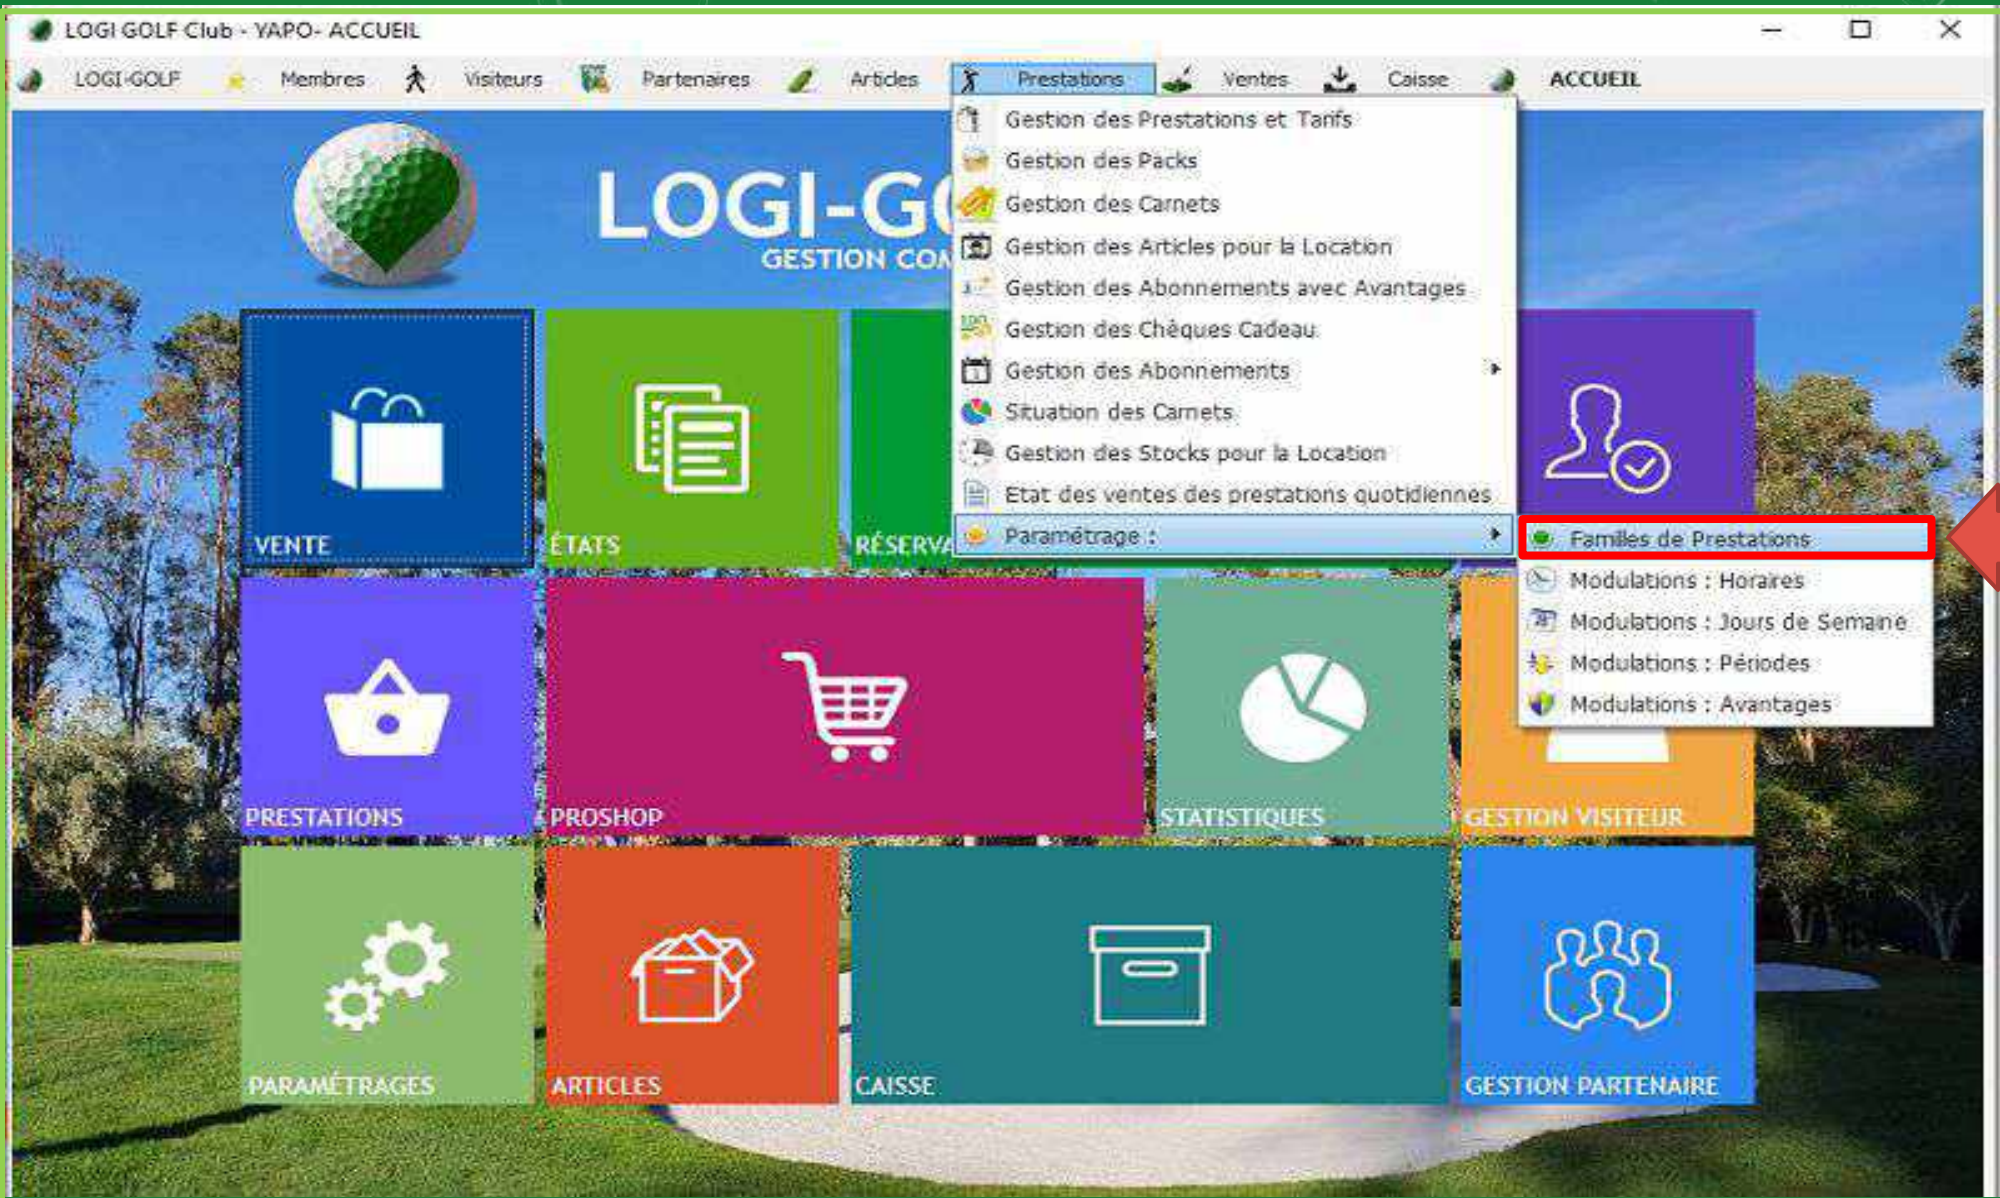 LOGI GOLF Club - YAPO- ACCUEIL
LOGI-GOLF Membres Visiteurs Partenaires Articles Prestations Ventes Caisse ACCUEIL
Gestion des Prestations et Tarifs
Gestion des Packs
Gestion des Carnets
Gestion des Articles pour la Location
Gestion des Abonnements avec Avantages
Gestion des Chèques Cadeau
Gestion des Abonnements
Situation des Carnets
Gestion des Stocks pour la Location
Etat des ventes des prestations quotidiennes
Paramétrage :
Familles de Prestations
Modulations : Horaires
Modulations : Jours de Semaine
Modulations : Périodes
Modulations : Avantages
LOGI-G
GESTION COM
VENTE
ÉTATS
RÉSERVA
PRESTATIONS
PROSHOP
STATISTIQUES
GESTION VISITEUR
PARAMÉTRAGES
ARTICLES
CAISSE
GESTION PARTENAIRE